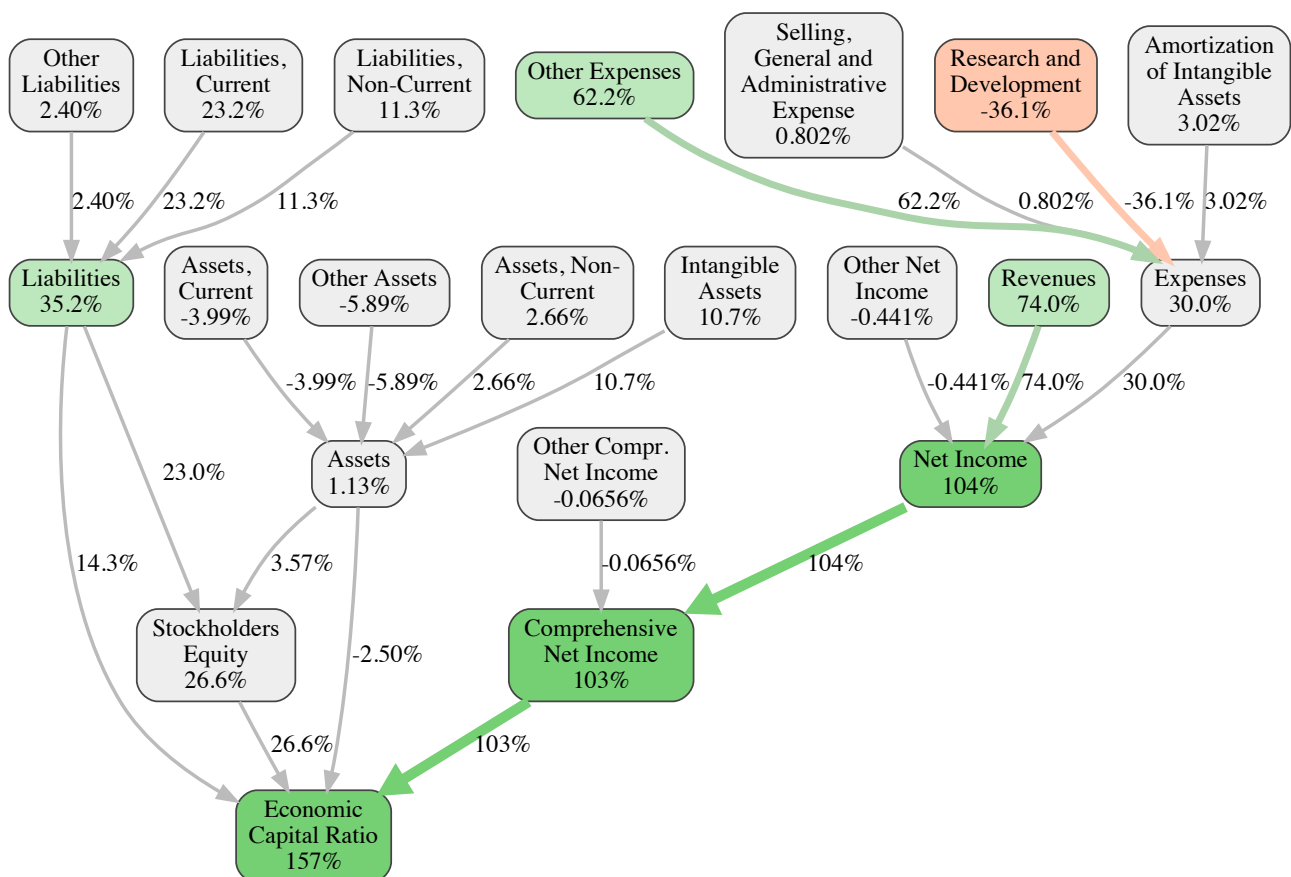 Other
Liabilities
2.40%
Liabilities,
Current
23.2%
Liabilities,
Non-Current
11.3%
Other Expenses
62.2%
Selling,
General and
Administrative
Expense
0.802%
Research and
Development
-36.1%
Amortization
of Intangible
Assets
3.02%
2.40%
23.2%
11.3%
62.2%
0.802%
-36.1%
3.02%
Liabilities
35.2%
Assets,
Current
-3.99%
Other Assets
-5.89%
Assets, Non-
Current
2.66%
Intangible
Assets
10.7%
Other Net
Income
-0.441%
Revenues
74.0%
Expenses
30.0%
-3.99%
-5.89%
2.66%
10.7%
-0.441%
74.0%
30.0%
23.0%
Assets
1.13%
Other Compr.
Net Income
-0.0656%
Net Income
104%
14.3%
3.57%
-0.0656%
104%
Stockholders
Equity
26.6%
-2.50%
Comprehensive
Net Income
103%
26.6%
103%
Economic
Capital Ratio
157%